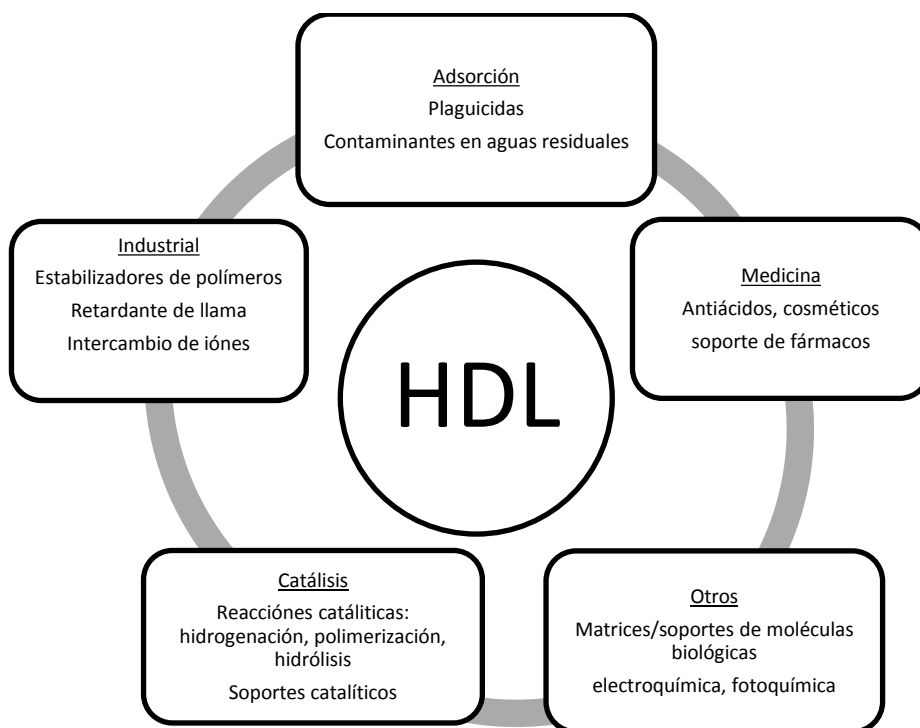 Adsorción
Plaguicidas
Contaminantes en aguas residuales
Industrial
Estabilizadores de polímeros
Retardante de llama
Intercambio de iónes
Medicina
Antiácidos, cosméticos
soporte de fármacos
HDL
Catálisis
Reacciónes catáliticas:
hidrogenación, polimerización,
hidrólisis
Soportes catalíticos
Otros
Matrices/soportes de moléculas
biológicas
electroquímica, fotoquímica